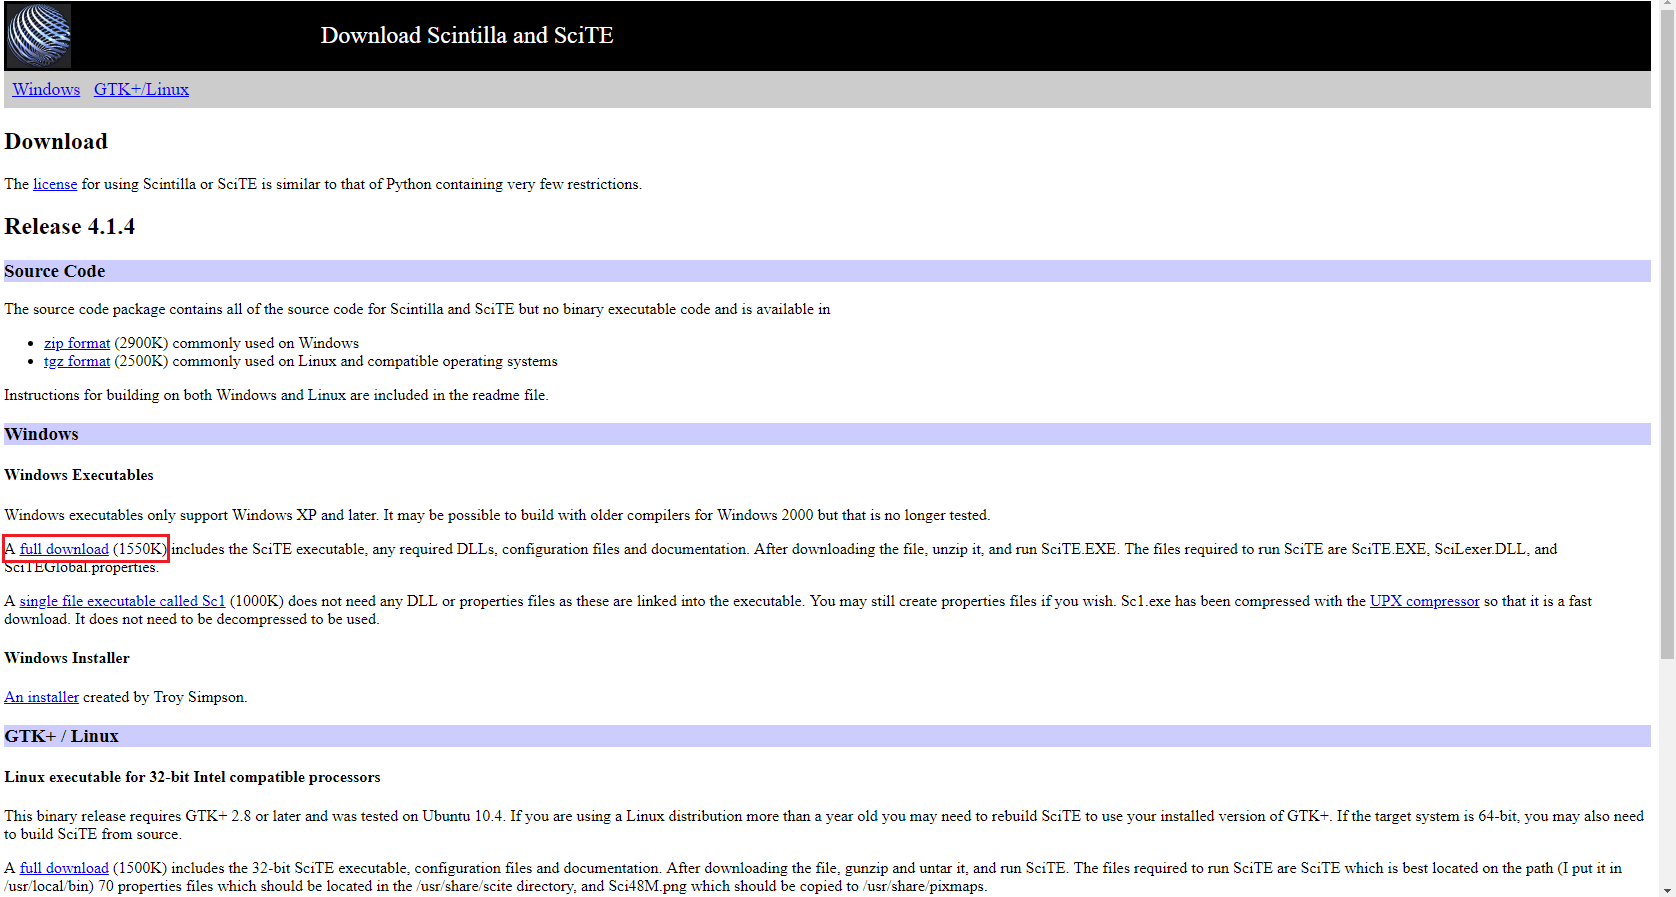 Download Scintilla and SciTE
Windows GTK+/Linux
Download
The license for using Scintilla or SciTE is similar to that of Python containing very few restrictions.
Release 4.1.4
Source Code
The source code package contains all of the source code for Scintilla and SciTE but no binary executable code and is available in
• zip format (2900K) commonly used on Windows
• tgz format (2500K) commonly used on Linux and compatible operating systems
Instructions for building on both Windows and Linux are included in the readme file.
Windows
Windows Executables
Windows executables only support Windows XP and later. It may be possible to build with older compilers for Windows 2000 but that is no longer tested.
A full download (1550K) includes the SciTE executable, any required DLLs, configuration files and documentation. After downloading the file, unzip it, and run SciTE.EXE. The files required to run SciTE are SciTE.EXE, SciLexer.DLL, and
SciTEGlobal.properties.
A single file executable called Sc1 (1000K) does not need any DLL or properties files as these are linked into the executable. You may still create properties files if you wish. Sc1.exe has been compressed with the UPX compressor so that it is a fast
download. It does not need to be decompressed to be used.
Windows Installer
An installer created by Troy Simpson.
GTK+ / Linux
Linux executable for 32-bit Intel compatible processors
This binary release requires GTK+ 2.8 or later and was tested on Ubuntu 10.4. If you are using a Linux distribution more than a year old you may need to rebuild SciTE to use your installed version of GTK+. If the target system is 64-bit, you may also need
to build SciTE from source.
A full download (1500K) includes the 32-bit SciTE executable, configuration files and documentation. After downloading the file, gunzip and untar it, and run SciTE. The files required to run SciTE are SciTE which is best located on the path (I put it in
/usr/local/bin) 70 properties files which should be located in the /usr/share/scite directory, and Sci48M.png which should be copied to /usr/share/pixmaps.